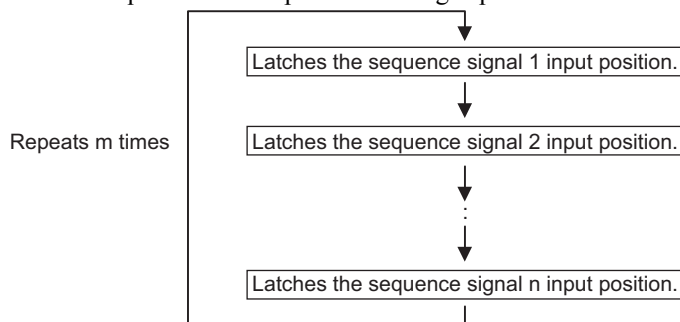 Latches the sequence signal 1 input position.
Repeats m times
Latches the sequence signal 2 input position.
Latches the sequence signal n input position.